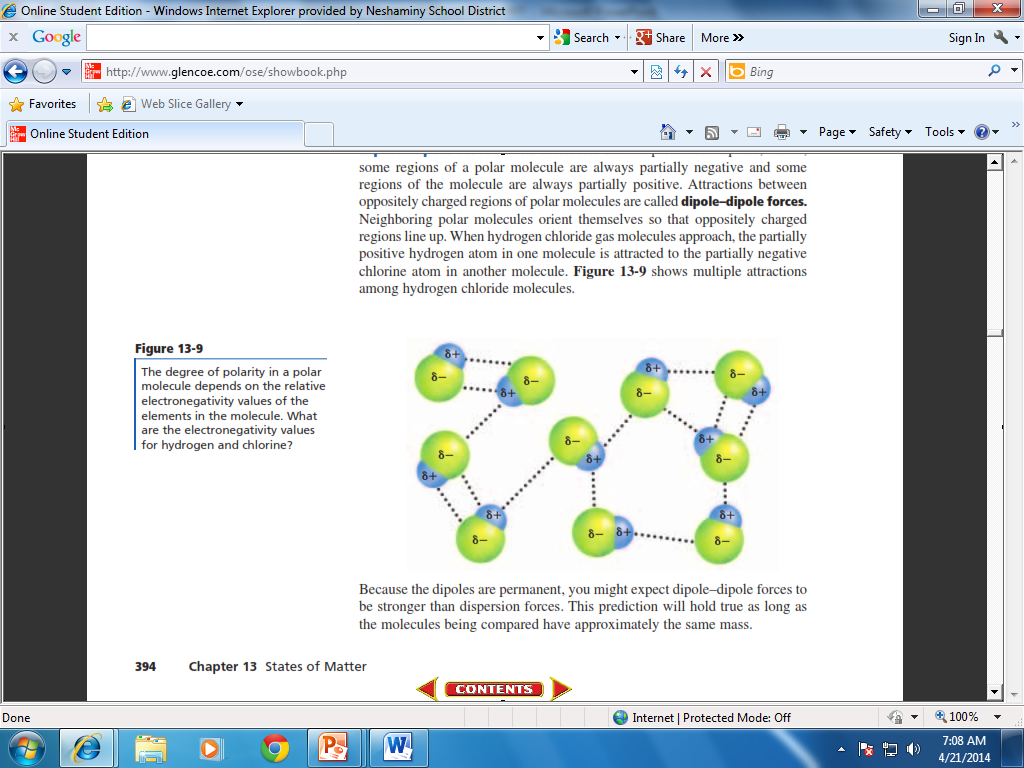 Online Student Edition - Windows Internet Explorer provided by Neshaminy School District
x Google Search Share More » Sign In
http://www.glencoe.com/ose/showbook.php Bing
Favorites Web Slice Gallery
Mc Graw Hill Online Student Edition Page Safety Tools »
some regions of a polar molecule are always partially negative and some
regions of the molecule are always partially positive. Attractions between
oppositely charged regions of polar molecules are called dipole–dipole forces.
Neighboring polar molecules orient themselves so that oppositely charged
regions line up. When hydrogen chloride gas molecules approach, the partially
positive hydrogen atom in one molecule is attracted to the partially negative
chlorine atom in another molecule. Figure 13-9 shows multiple attractions
among hydrogen chloride molecules.
Figure 13-9
The degree of polarity in a polar
molecule depends on the relative
electronegativity values of the
elements in the molecule. What
are the electronegativity values
for hydrogen and chlorine?
δ+ δ+ δ−
δ− δ− δ− δ+
δ+
δ− δ+
δ− δ+ δ−
δ+
δ+ δ+
δ− δ− δ+ δ−
Because the dipoles are permanent, you might expect dipole–dipole forces to
be stronger than dispersion forces. This prediction will hold true as long as
the molecules being compared have approximately the same mass.
394 Chapter 13 States of Matter
CONTENTS
Done Internet | Protected Mode: Off 100%
7:08 AM
4/21/2014